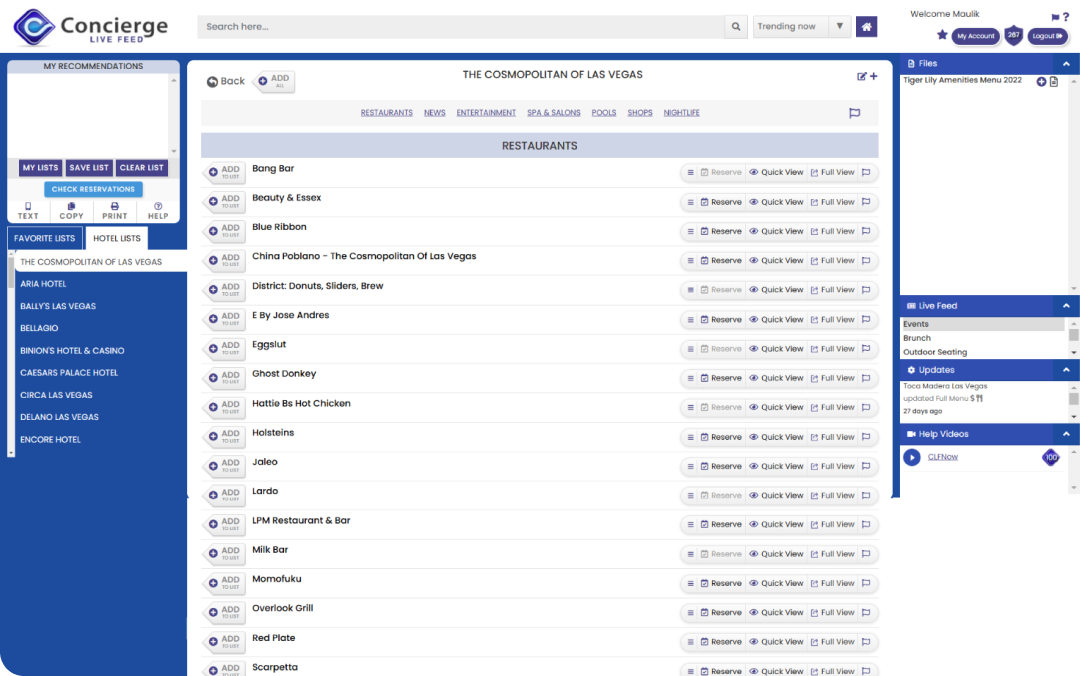 Concierge
LIVE FEED
Search here...
Trending now
Welcome Maulik
My Account
267
Logout
MY RECOMMENDATIONS
MY LISTS SAVE LIST CLEAR LIST
CHECK RESERVATIONS
TEXT COPY PRINT HELP
FAVORITE LISTS HOTEL LISTS
THE COSMOPOLITAN OF LAS VEGAS
ARIA HOTEL
BALLY'S LAS VEGAS
BELLAGIO
BINION'S HOTEL & CASINO
CAESARS PALACE HOTEL
CIRCA LAS VEGAS
DELANO LAS VEGAS
ENCORE HOTEL
Back
ADD
ALL
THE COSMOPOLITAN OF LAS VEGAS
RESTAURANTS NEWS ENTERTAINMENT SPA & SALONS POOLS SHOPS NIGHTLIFE
RESTAURANTS
ADD TO LIST Bang Bar Reserve Quick View Full View
ADD TO LIST Beauty & Essex Reserve Quick View Full View
ADD TO LIST Blue Ribbon Reserve Quick View Full View
ADD TO LIST China Poblano - The Cosmopolitan Of Las Vegas Reserve Quick View Full View
ADD TO LIST District: Donuts, Sliders, Brew Reserve Quick View Full View
ADD TO LIST E By Jose Andres Reserve Quick View Full View
ADD TO LIST Eggslut Reserve Quick View Full View
ADD TO LIST Ghost Donkey Reserve Quick View Full View
ADD TO LIST Hattie Bs Hot Chicken Reserve Quick View Full View
ADD TO LIST Holsteins Reserve Quick View Full View
ADD TO LIST Jaleo Reserve Quick View Full View
ADD TO LIST Lardo Reserve Quick View Full View
ADD TO LIST LPM Restaurant & Bar Reserve Quick View Full View
ADD TO LIST Milk Bar Reserve Quick View Full View
ADD TO LIST Momofuku Reserve Quick View Full View
ADD TO LIST Overlook Grill Reserve Quick View Full View
ADD TO LIST Red Plate Reserve Quick View Full View
ADD Scarpetta Reserve Quick View Full View
Files
Tiger Lily Amenities Menu 2022
Live Feed
Events
Brunch
Outdoor Seating
Updates
Toca Madera Las Vegas
updated Full Menu $
27 days ago
Help Videos
CLFNow
100